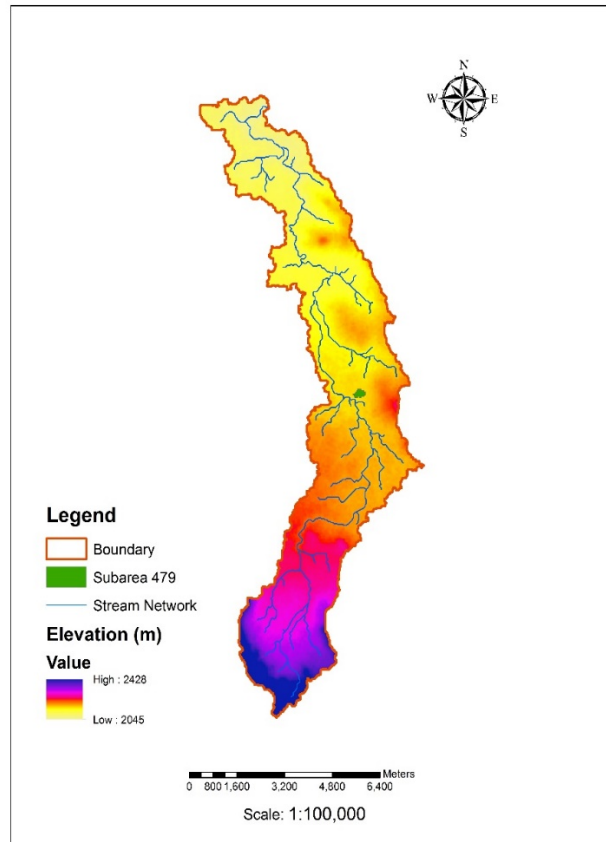 N
W E
S
Legend
Boundary
Subarea 479
Stream Network
Elevation (m)
Value
High : 2428
Low : 2045
Meters
0 800 1,600 3,200 4,800 6,400
Scale: 1:100,000